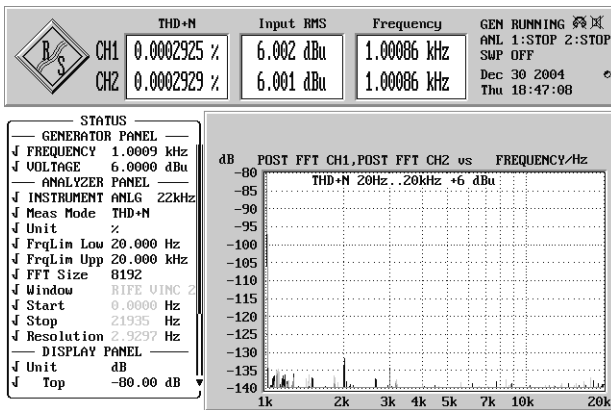 THD+N Input RMS Frequency
R S
CH1 0.0002925 % 6.002 dBu 1.00086 kHz
CH2 0.0002929 % 6.001 dBu 1.00086 kHz
GEN RUNNING
ANL 1:STOP 2:STOP
SWP OFF
Dec 30 2004
Thu 18:47:08
STATUS
GENERATOR PANEL
FREQUENCY 1.0009 kHz
VOLTAGE 6.0000 dBu
ANALYZER PANEL
INSTRUMENT ANLG 22kHz
Meas Mode THD+N
Unit %
FrqLim Low 20.000 Hz
FrqLim Upp 20.000 kHz
FFT Size 8192
Window RIFE VINC 2
Start 0.0000 Hz
Stop 21935 Hz
Resolution 2.9297 Hz
DISPLAY PANEL
Unit dB
Top -80.00 dB
dB POST FFT CH1,POST FFT CH2 vs FREQUENCY/Hz
THD+N 20Hz..20kHz +6 dBu
-80
-85
-90
-95
-100
-105
-110
-115
-120
-125
-130
-135
-140
1k 2k 3k 4k 5k 7k 10k 20k